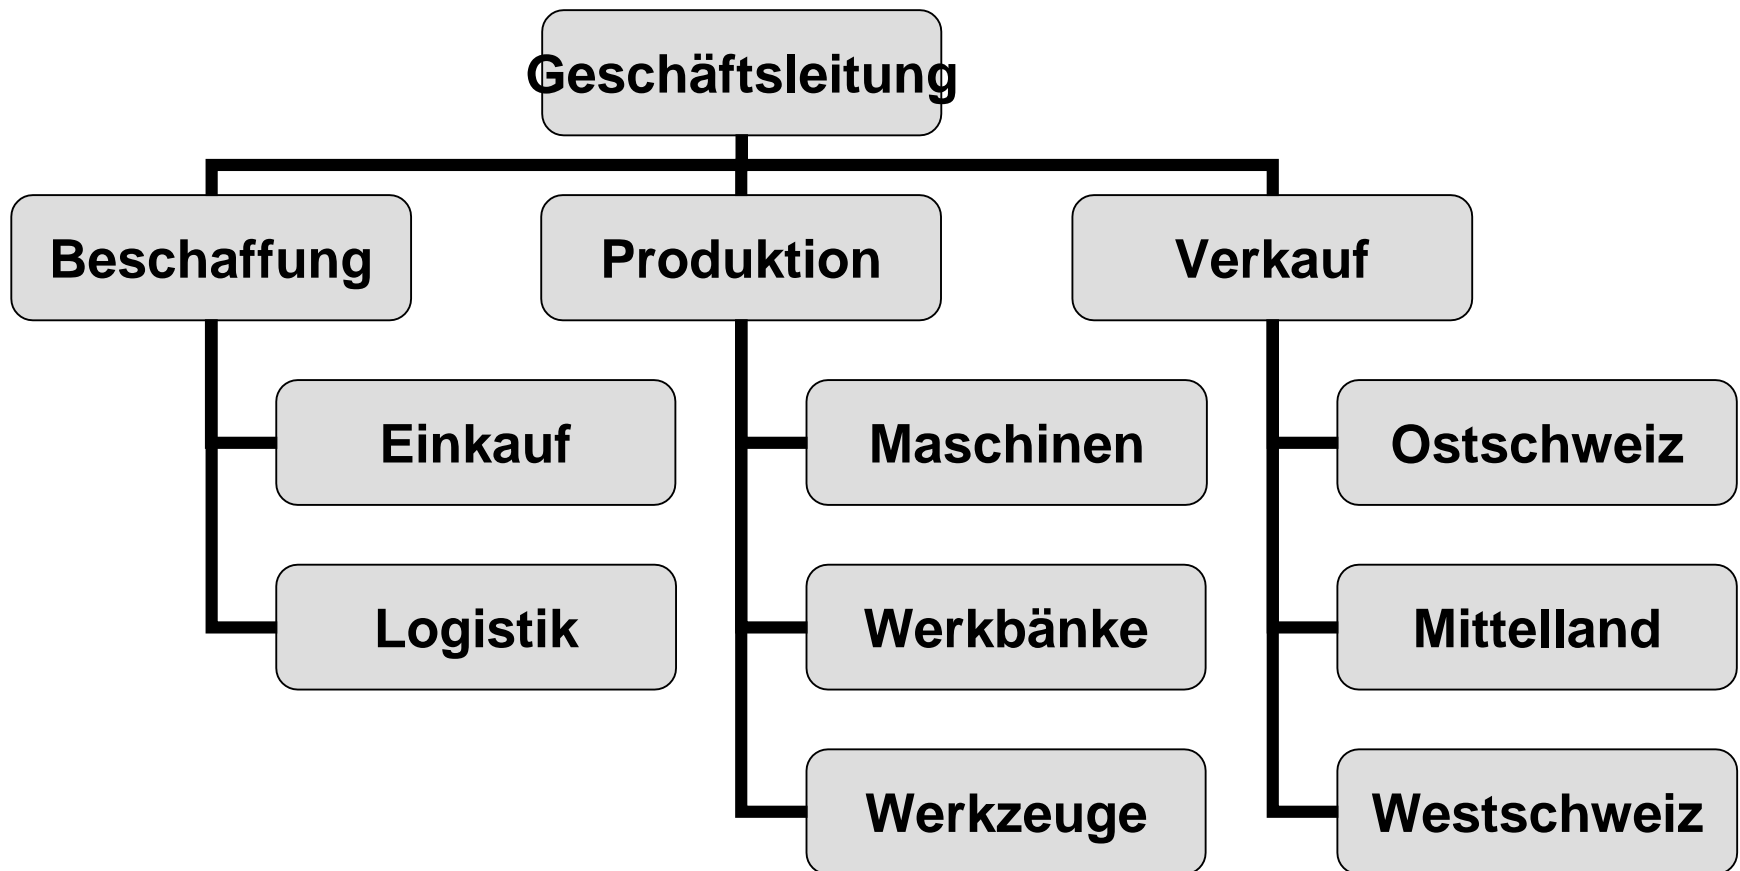 Geschäftsleitung
Beschaffung
Produktion
Verkauf
Einkauf
Maschinen
Ostschweiz
Logistik
Werkbänke
Mittelland
Werkzeuge
Westschweiz